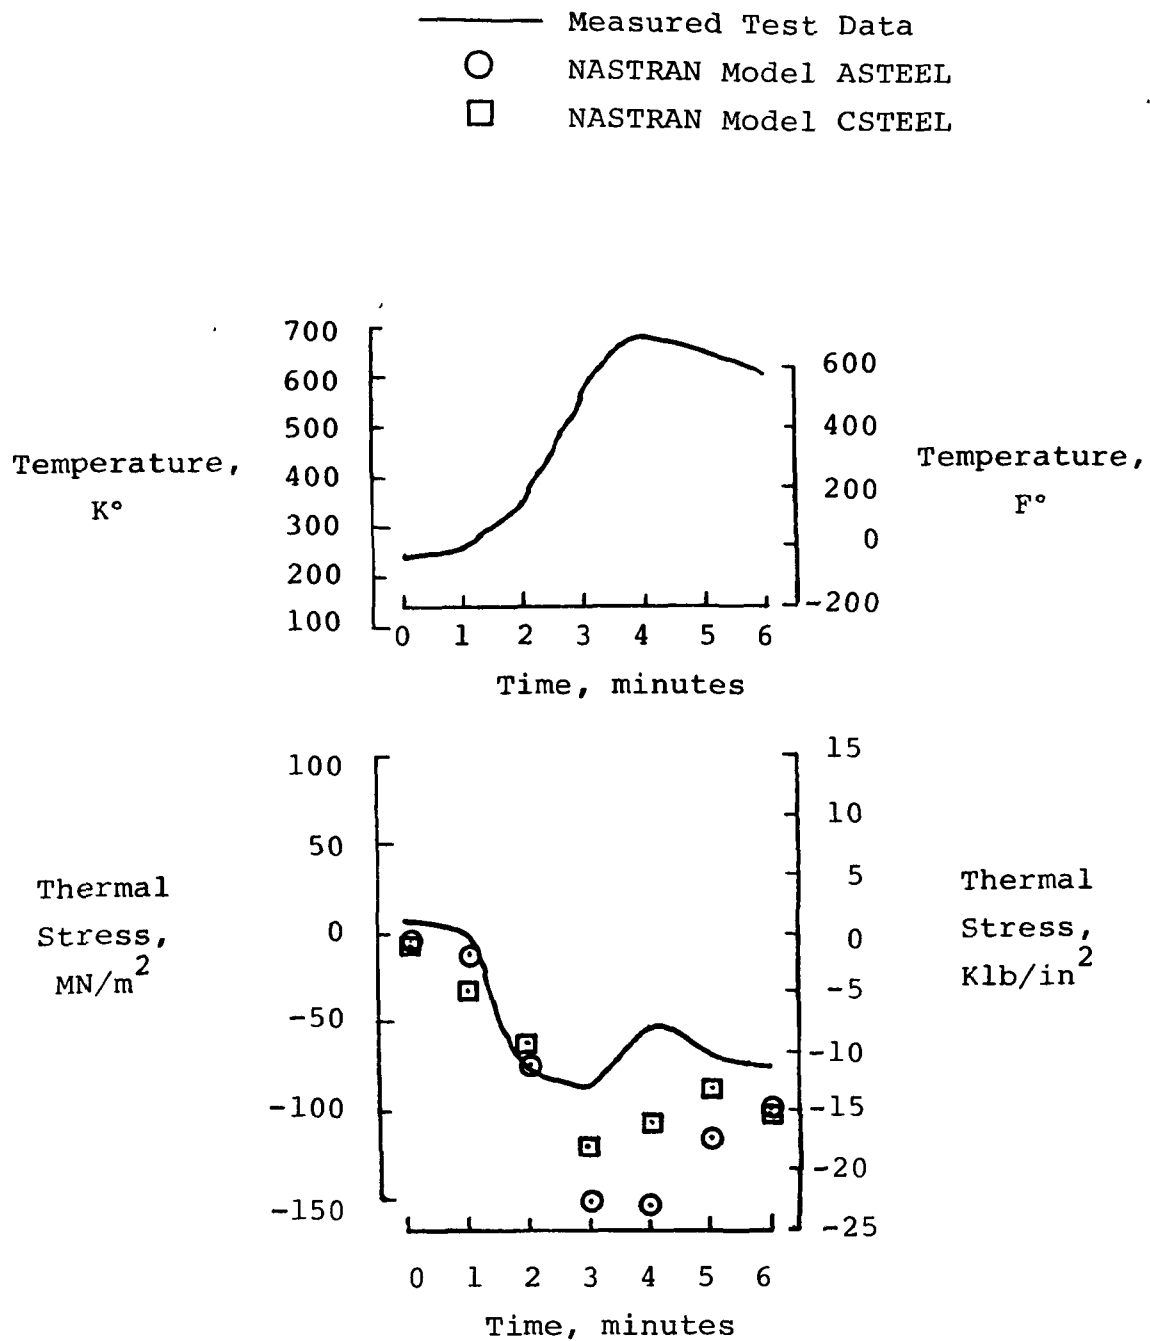 Measured Test Data
NASTRAN Model ASTEEL
NASTRAN Model CSTEEL
700
600
500
400
300
200
100
Temperature,
K°
600
400
200
0
-200
Temperature,
F°
0 1 2 3 4 5 6
Time, minutes
100
50
0
-50
-100
-150
Thermal
Stress,
MN/m²
15
10
5
0
-5
-10
-15
-20
-25
Thermal
Stress,
Klb/in²
0 1 2 3 4 5 6
Time, minutes